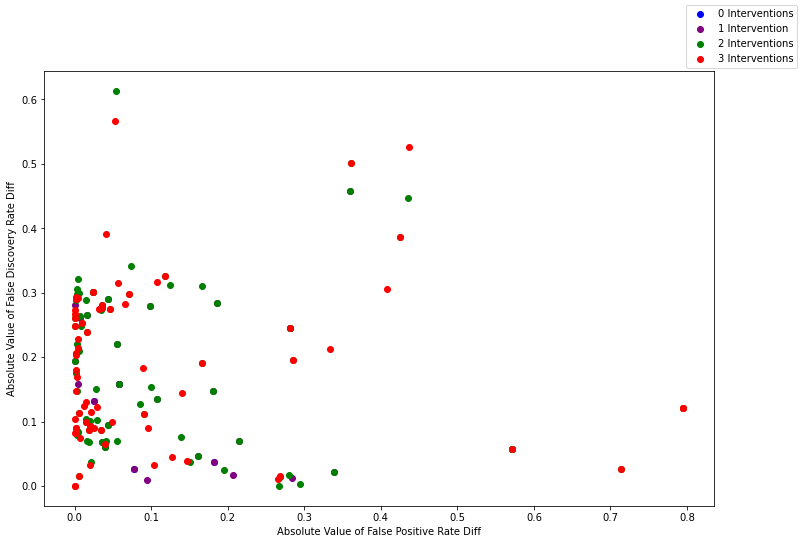 0 Interventions
1 Intervention
2 Interventions
3 Interventions
0.6
0.5
0.4
0.3
0.2
0.1
0.0
Absolute Value of False Discovery Rate Diff
0.0 0.1 0.2 0.3 0.4 0.5 0.6 0.7 0.8
Absolute Value of False Positive Rate Diff